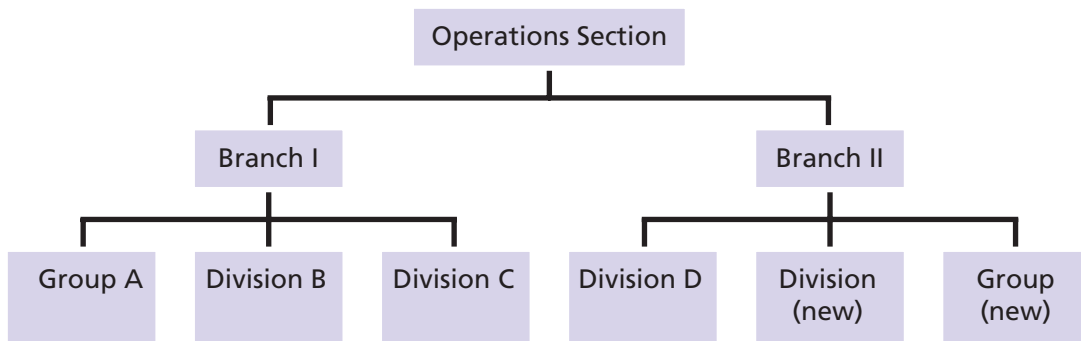 Operations Section
Branch I
Branch II
Group A
Division B
Division C
Division D
Division
(new)
Group
(new)